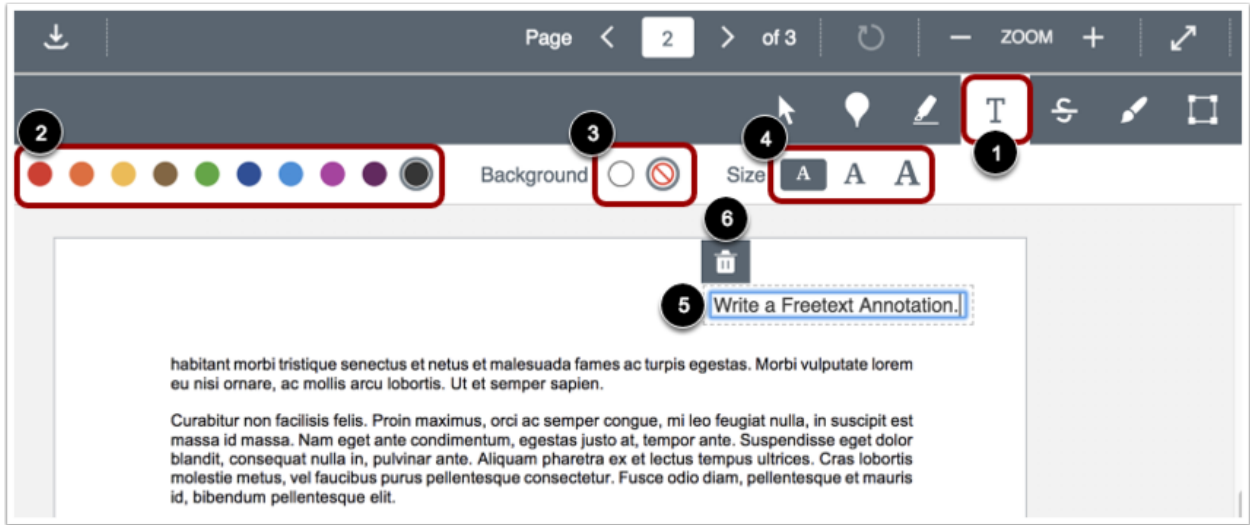 Page 2 of 3 ZOOM
T S
1
2 3 4
Background Size A A A
6
5 Write a Freetext Annotation.
habitant morbi tristique senectus et netus et malesuada fames ac turpis egestas. Morbi vulputate lorem
eu nisi ornare, ac mollis arcu lobortis. Ut et semper sapien.
Curabitur non facilisis felis. Proin maximus, orci ac semper congue, mi leo feugiat nulla, in suscipit est
massa id massa. Nam eget ante condimentum, egestas justo at, tempor ante. Suspendisse eget dolor
blandit, consequat nulla in, pulvinar ante. Aliquam pharetra ex et lectus tempus ultrices. Cras lobortis
molestie metus, vel faucibus purus pellentesque consectetur. Fusce odio diam, pellentesque et mauris
id, bibendum pellentesque elit.